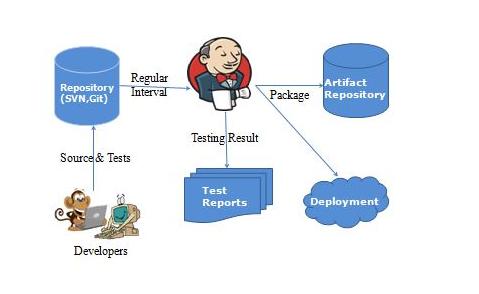 Repository
(SVN,Git)
Regular
Interval
Artifact
Repository
Package
Testing Result
Source & Tests
Test
Reports
Deployment
Developers